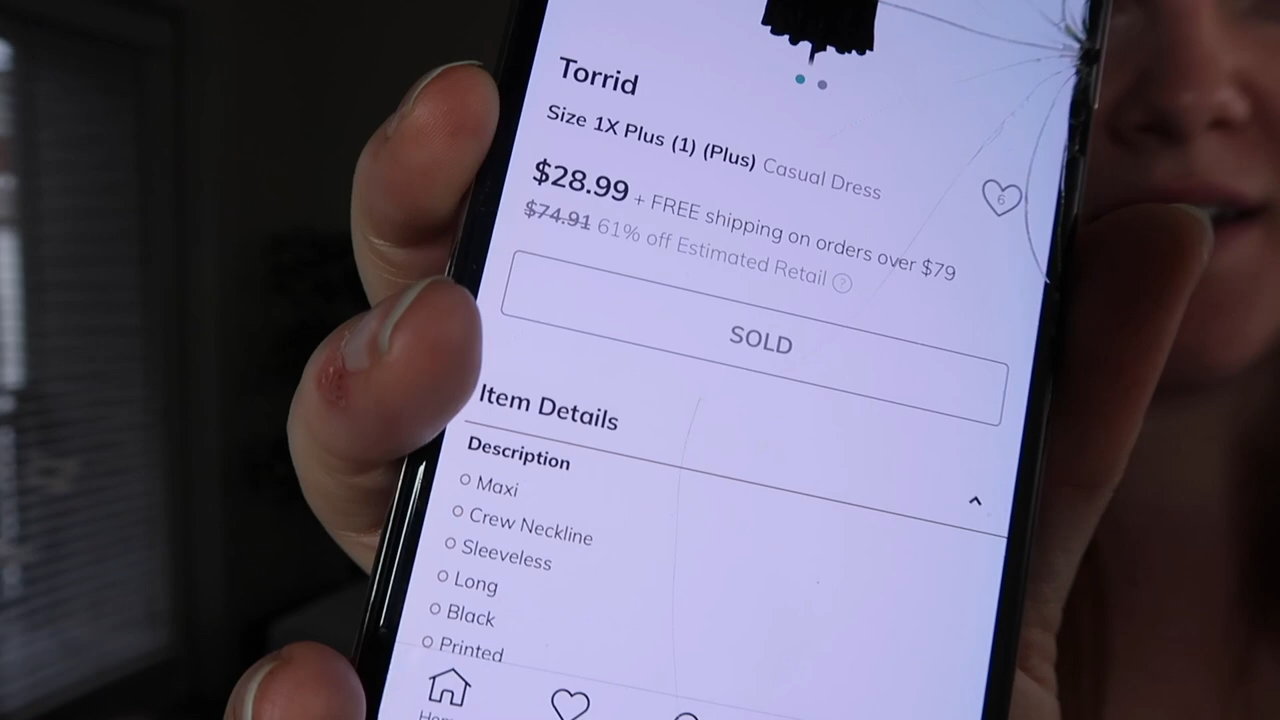 Torrid
Size 1X Plus (1) (Plus) Casual Dress
6
$28.99 + FREE shipping on orders over $79
$74.91 61% off Estimated Retail ?
SOLD
Item Details
Description
Maxi
Crew Neckline
Sleeveless
Long
Black
Printed